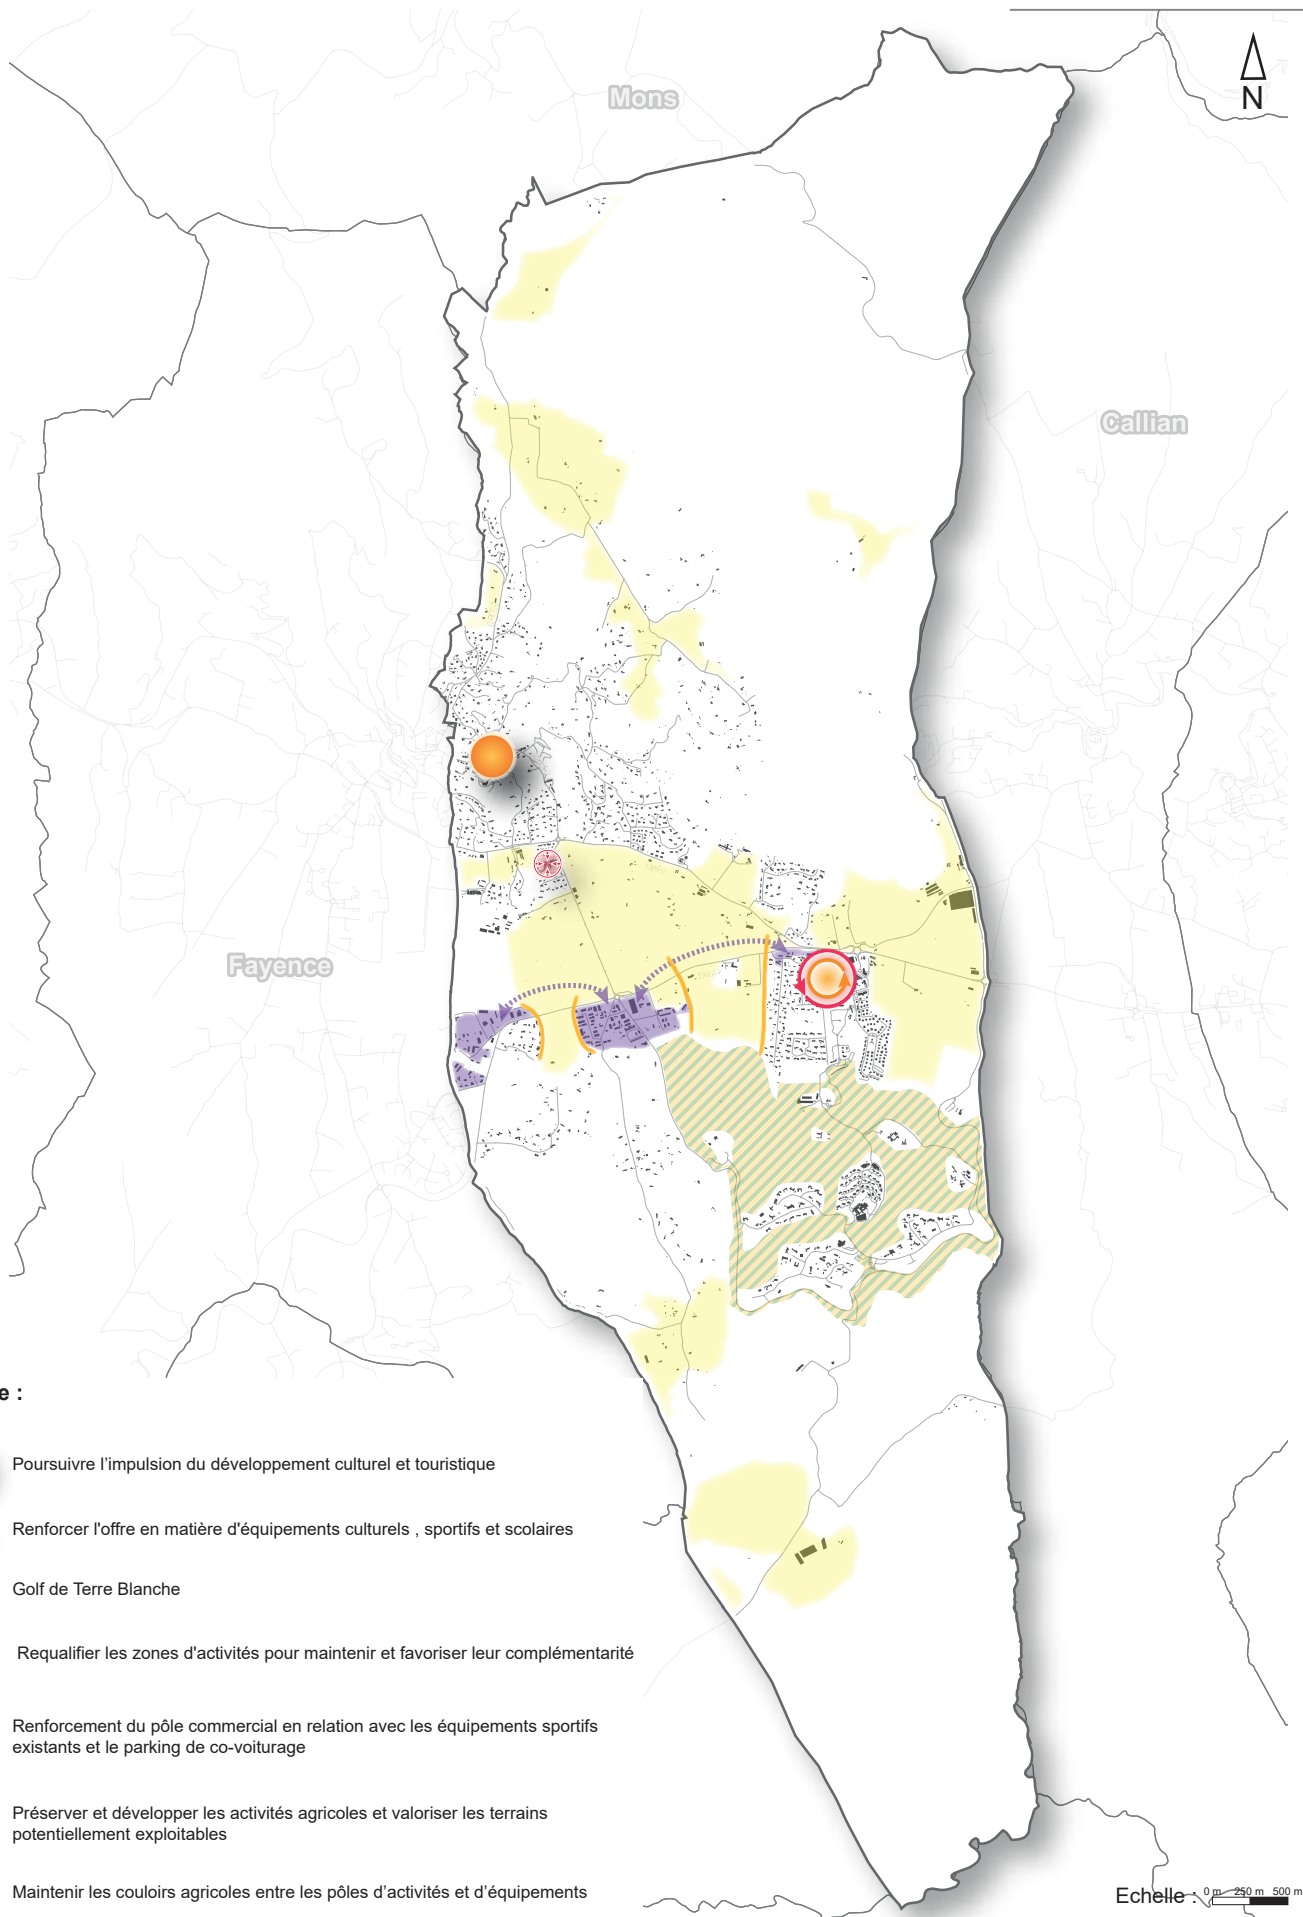 N
Mons
Callian
Fayence
e :
Poursuivre l'impulsion du développement culturel et touristique
Renforcer l'offre en matière d'équipements culturels , sportifs et scolaires
Golf de Terre Blanche
Requalifier les zones d'activités pour maintenir et favoriser leur complémentarité
Renforcement du pôle commercial en relation avec les équipements sportifs
existants et le parking de co-voiturage
Préserver et développer les activités agricoles et valoriser les terrains
potentiellement exploitables
Maintenir les couloirs agricoles entre les pôles d'activités et d'équipements
Echelle : 0 m 250 m 500 m